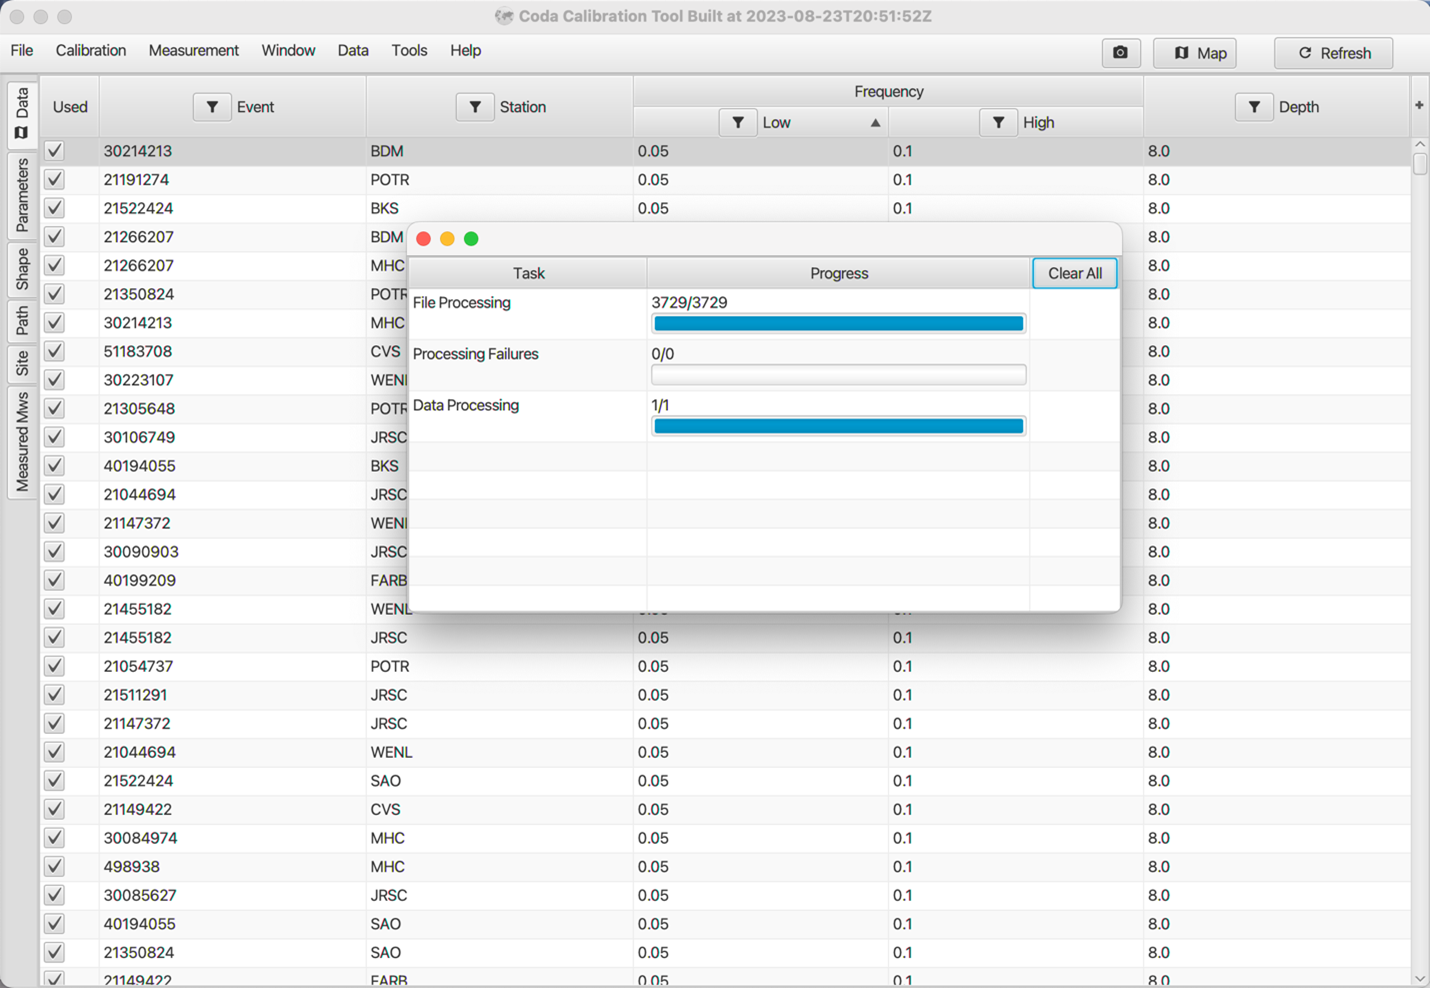 Coda Calibration Tool Built at 2023-08-23T20:51:52Z
File Calibration Measurement Window Data Tools Help Map Refresh
Data
Parameters
Shape
Path
Site
Measured Mws
Used Event Station Frequency Low High Depth +
30214213 BDM 0.05 0.1 8.0
21191274 POTR 0.05 0.1 8.0
21522424 BKS 0.05 0.1 8.0
21266207 BDM 8.0
21266207 MHC 8.0
21350824 POTR 8.0
30214213 MHC 8.0
51183708 CVS 8.0
30223107 WENL 8.0
21305648 POTR 8.0
30106749 JRSC 8.0
40194055 BKS 8.0
21044694 JRSC 8.0
21147372 WENL 8.0
30090903 JRSC 8.0
40199209 FARB 8.0
21455182 WENL 8.0
21455182 JRSC 0.05 0.1 8.0
21054737 POTR 0.05 0.1 8.0
21511291 JRSC 0.05 0.1 8.0
21147372 JRSC 0.05 0.1 8.0
21044694 WENL 0.05 0.1 8.0
21522424 SAO 0.05 0.1 8.0
21149422 CVS 0.05 0.1 8.0
30084974 MHC 0.05 0.1 8.0
498938 MHC 0.05 0.1 8.0
30085627 JRSC 0.05 0.1 8.0
40194055 SAO 0.05 0.1 8.0
21350824 SAO 0.05 0.1 8.0
21149422 FARB 0.05 0.1 8.0
Task Progress Clear All
File Processing 3729/3729
Processing Failures 0/0
Data Processing 1/1